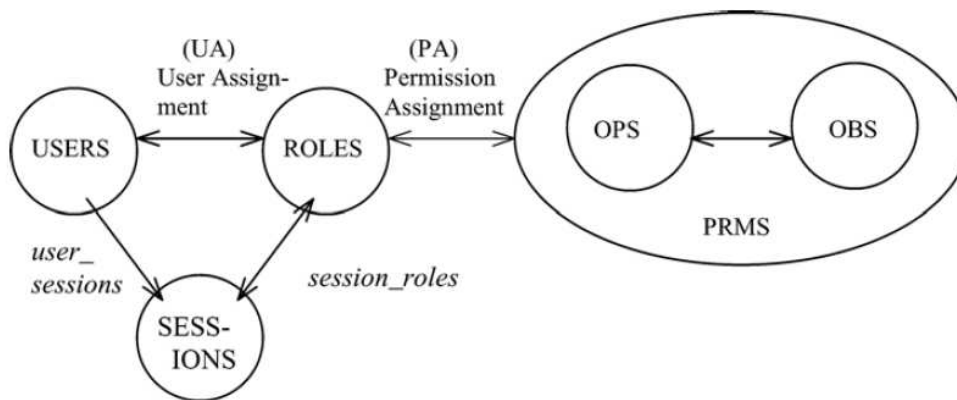 (UA)
User Assign-
ment
(PA)
Permission
Assignment
USERS
ROLES
OPS
OBS
PRMS
user_
sessions
session_roles
SESS-
IONS